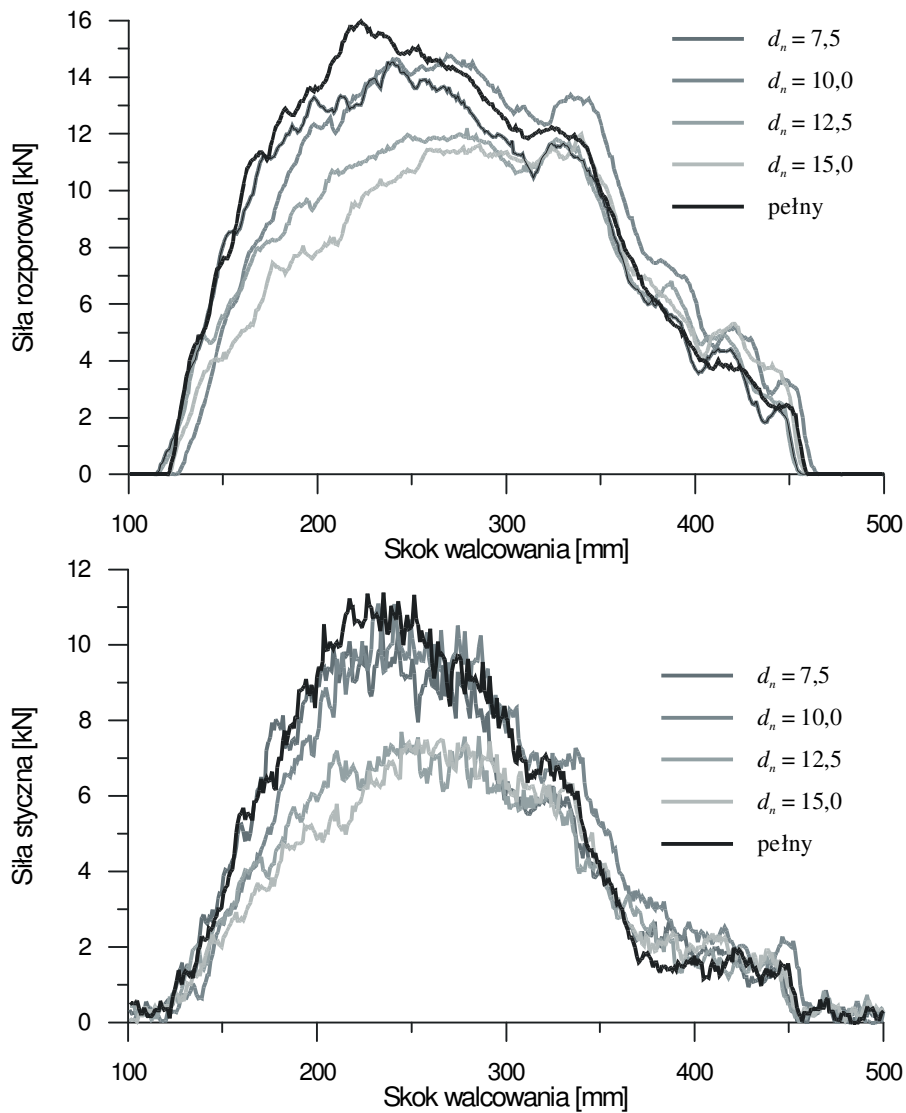 16
14
12
10
8
6
4
2
0
Siła rozporowa [kN]
d_n = 7,5
d_n = 10,0
d_n = 12,5
d_n = 15,0
pełny
100 200 300 400 500
Skok walcowania [mm]
12
10
8
6
4
2
0
Siła styczna [kN]
d_n = 7,5
d_n = 10,0
d_n = 12,5
d_n = 15,0
pełny
100 200 300 400 500
Skok walcowania [mm]